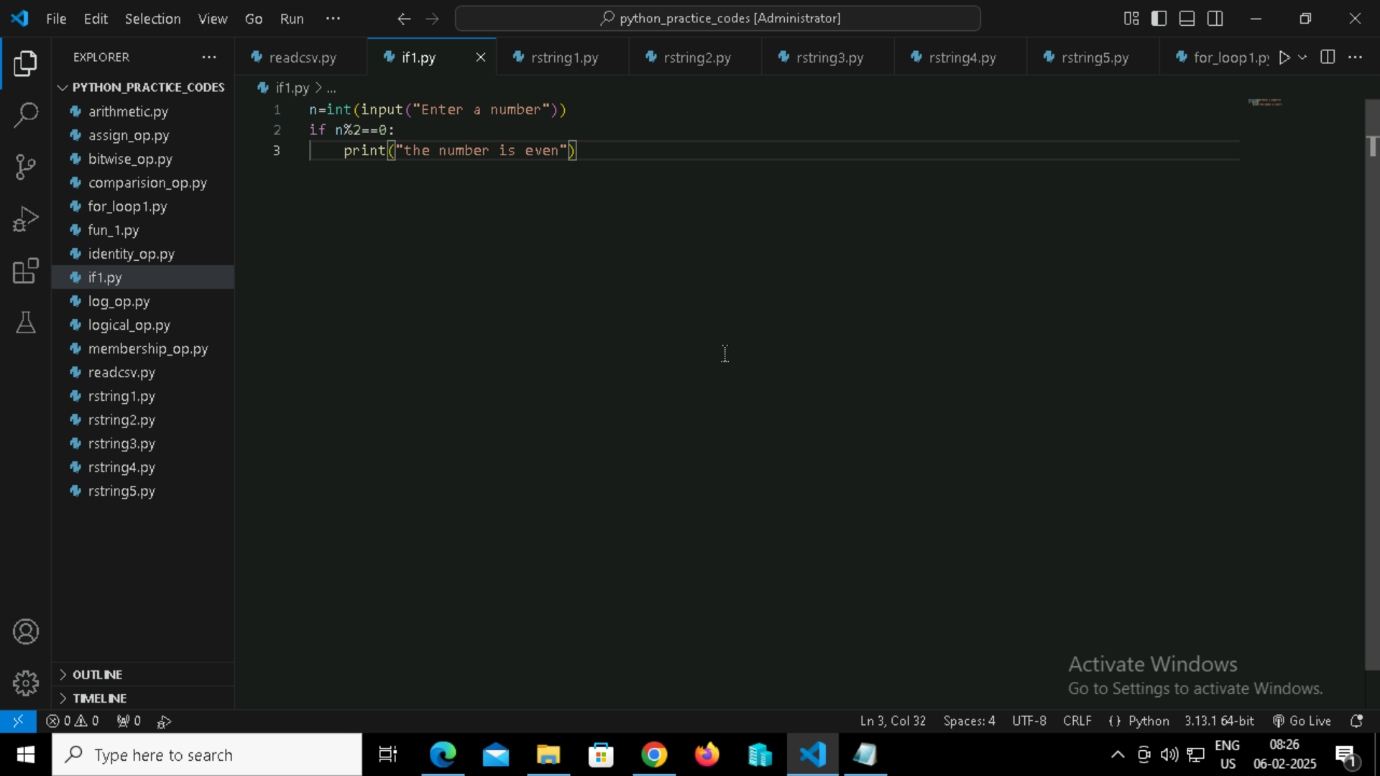 File Edit Selection View Go Run ··· python_practice_codes [Administrator]
EXPLORER ···
readcsv.py if1.py rstring1.py rstring2.py rstring3.py rstring4.py rstring5.py for_loop1.py ···
PYTHON_PRACTICE_CODES
arithmetic.py
assign_op.py
bitwise_op.py
comparision_op.py
for_loop1.py
fun_1.py
identity_op.py
if1.py
log_op.py
logical_op.py
membership_op.py
readcsv.py
rstring1.py
rstring2.py
rstring3.py
rstring4.py
rstring5.py
OUTLINE
TIMELINE
if1.py > ...
1 n=int(input("Enter a number"))
2 if n%2==0:
3 print("the number is even")
Activate Windows
Go to Settings to activate Windows.
0 0 0 Ln 3, Col 32 Spaces: 4 UTF-8 CRLF {} Python 3.13.1 64-bit Go Live
Type here to search
ENG
US
08:26
06-02-2025
1